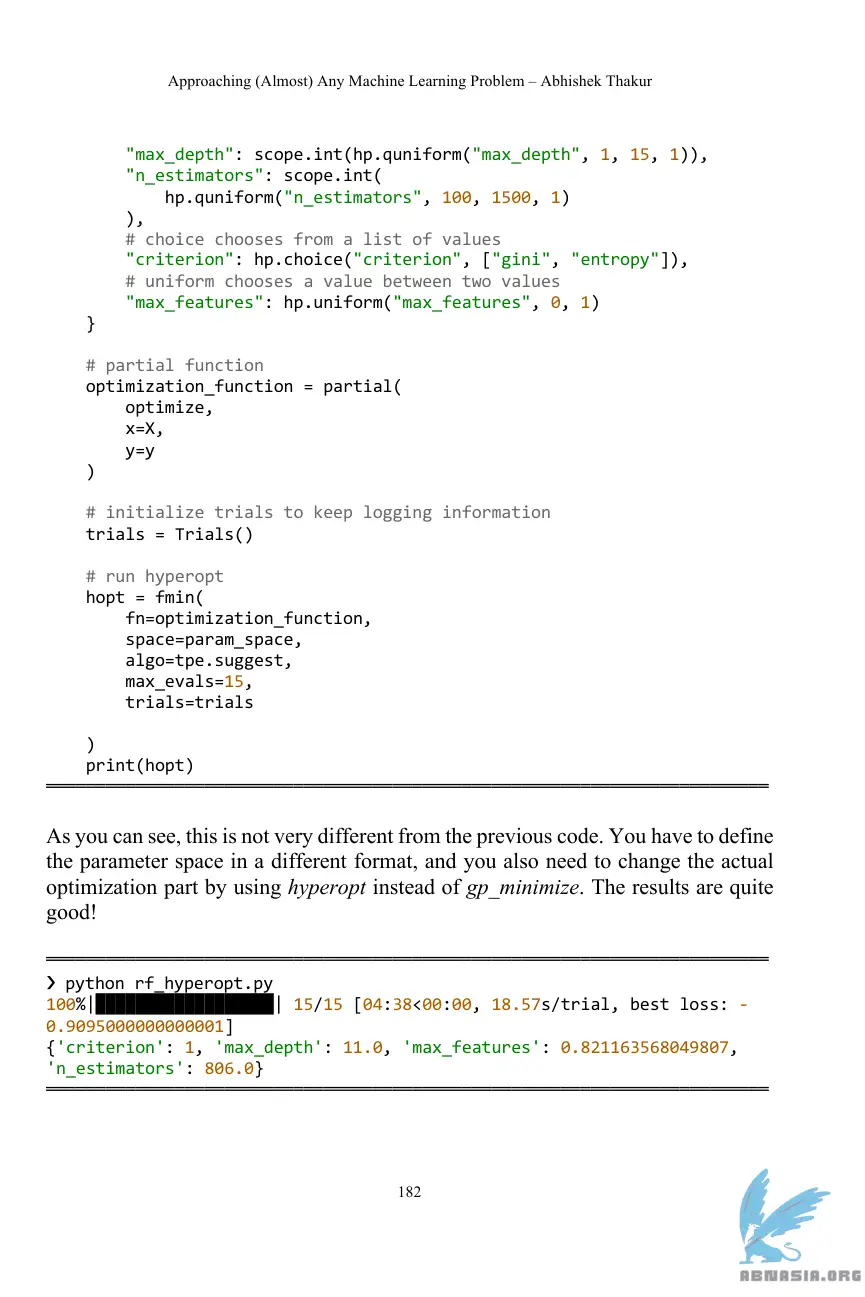 Approaching (Almost) Any Machine Learning Problem – Abhishek Thakur
"max_depth": scope.int(hp.quniform("max_depth", 1, 15, 1)),
"n_estimators": scope.int(
hp.quniform("n_estimators", 100, 1500, 1)
),
# choice chooses from a list of values
"criterion": hp.choice("criterion", ["gini", "entropy"]),
# uniform chooses a value between two values
"max_features": hp.uniform("max_features", 0, 1)
}
# partial function
optimization_function = partial(
optimize,
x=X,
y=y
)
# initialize trials to keep logging information
trials = Trials()
# run hyperopt
hopt = fmin(
fn=optimization_function,
space=param_space,
algo=tpe.suggest,
max_evals=15,
trials=trials
)
print(hopt)
As you can see, this is not very different from the previous code. You have to define
the parameter space in a different format, and you also need to change the actual
optimization part by using hyperopt instead of gp_minimize. The results are quite
good!
❯ python rf_hyperopt.py
100%|██████████████████| 15/15 [04:38<00:00, 18.57s/trial, best loss: -
0.9095000000000001]
{'criterion': 1, 'max_depth': 11.0, 'max_features': 0.821163568049807,
'n_estimators': 806.0}
182
ABNASIA.ORG